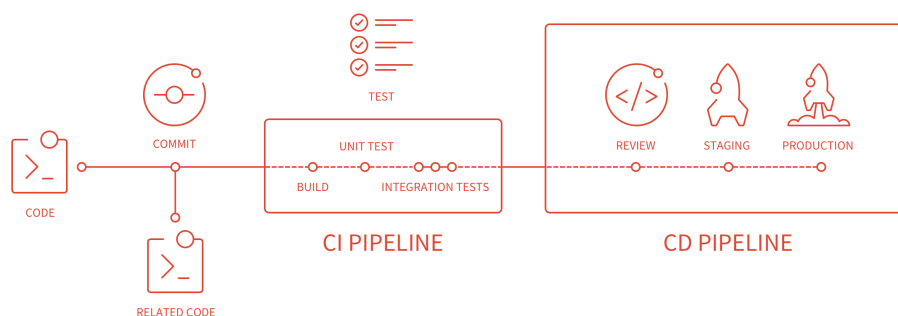 TEST
COMMIT
UNIT TEST
REVIEW
STAGING
PRODUCTION
BUILD
INTEGRATION TESTS
CODE
CI PIPELINE
CD PIPELINE
RELATED CODE